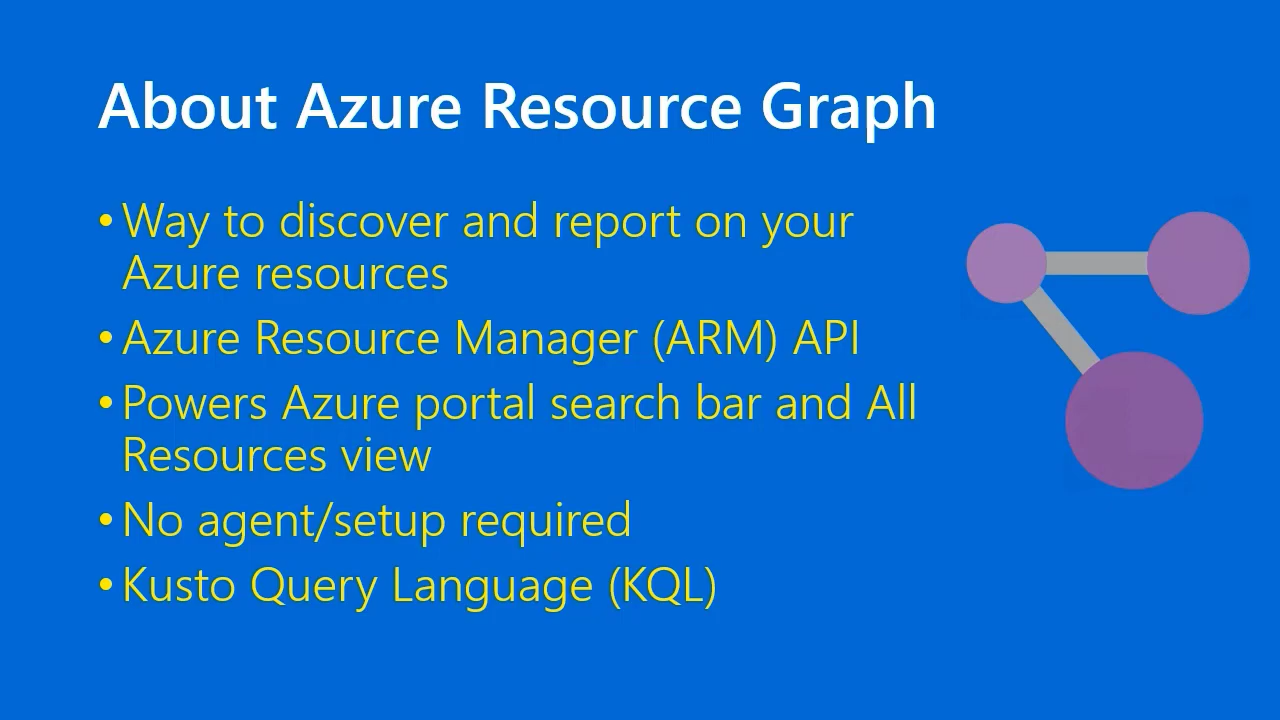 About Azure Resource Graph
• Way to discover and report on your
Azure resources
• Azure Resource Manager (ARM) API
• Powers Azure portal search bar and All
Resources view
• No agent/setup required
• Kusto Query Language (KQL)